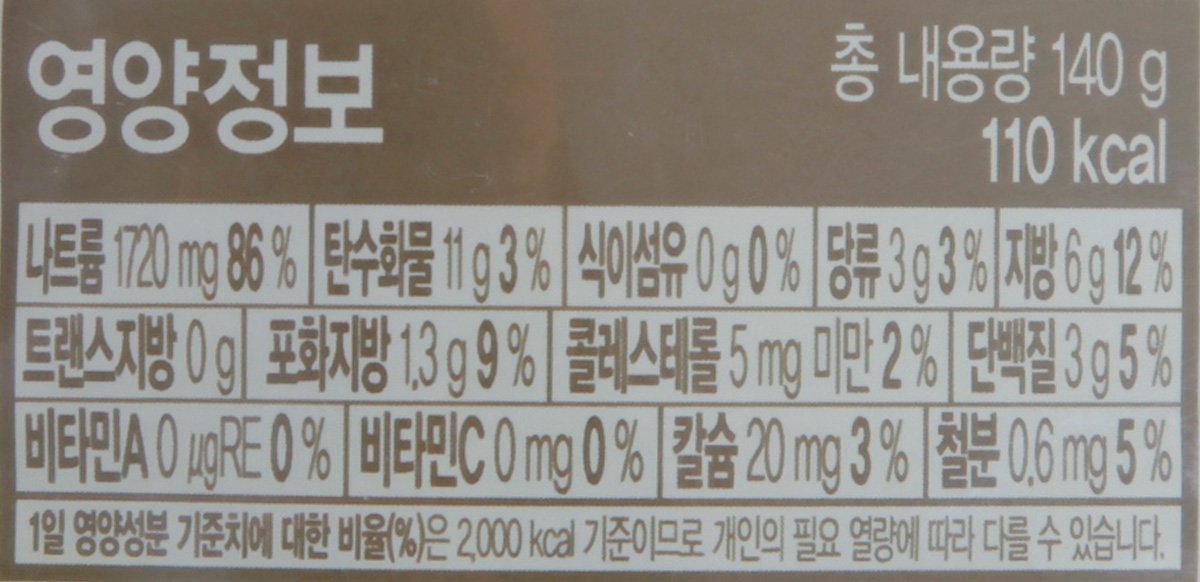 영양정보 총 내용량 140 g
110 kcal
나트륨 1720 mg 86 % 탄수화물 11 g 3 % 식이섬유 0 g 0 % 당류 3 g 3 % 지방 6 g 12 %
트랜스지방 0 g 포화지방 1.3 g 9 % 콜레스테롤 5 mg 미만 2 % 단백질 3 g 5 %
비타민A 0 µgRE 0 % 비타민C 0 mg 0 % 칼슘 20 mg 3 % 철분 0.6 mg 5 %
1일 영양성분 기준치에 대한 비율(%)은 2,000 kcal 기준이므로 개인의 필요 열량에 따라 다를 수 있습니다.